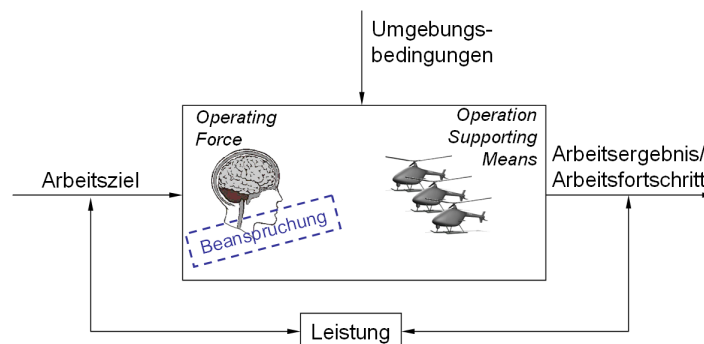 Umgebungs-
bedingungen
Operating
Force
Operation
Supporting
Means
Arbeitsziel
Arbeitsergebnis/
Arbeitsfortschritt
Beanspruchung
Leistung